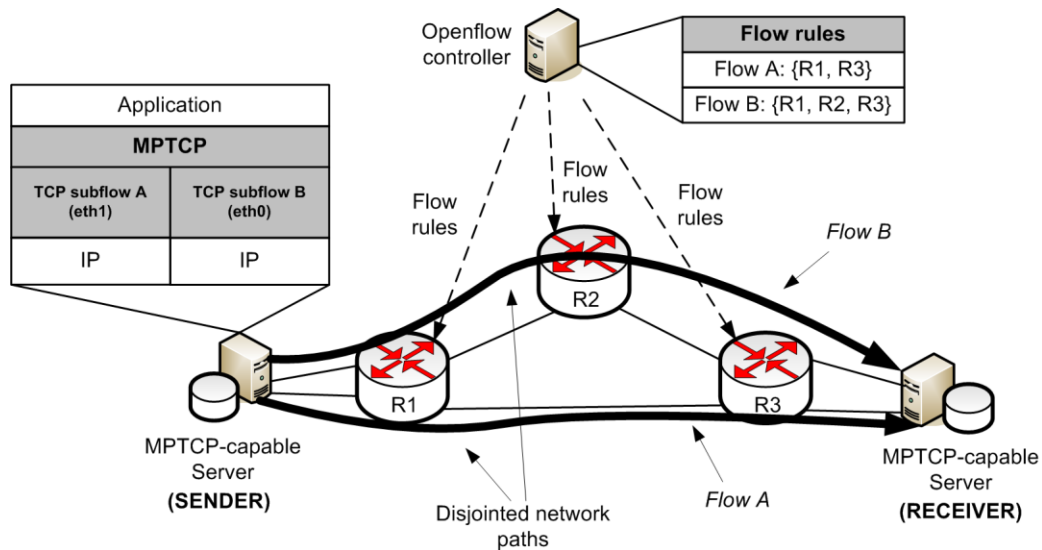 Openflow
controller
Flow rules
Flow A: {R1, R3}
Flow B: {R1, R2, R3}
Application
MPTCP
TCP subflow A
(eth1)
TCP subflow B
(eth0)
IP
IP
Flow
rules
Flow
rules
Flow
rules
Flow B
R2
R1
R3
MPTCP-capable
Server
(SENDER)
Disjointed network
paths
Flow A
MPTCP-capable
Server
(RECEIVER)